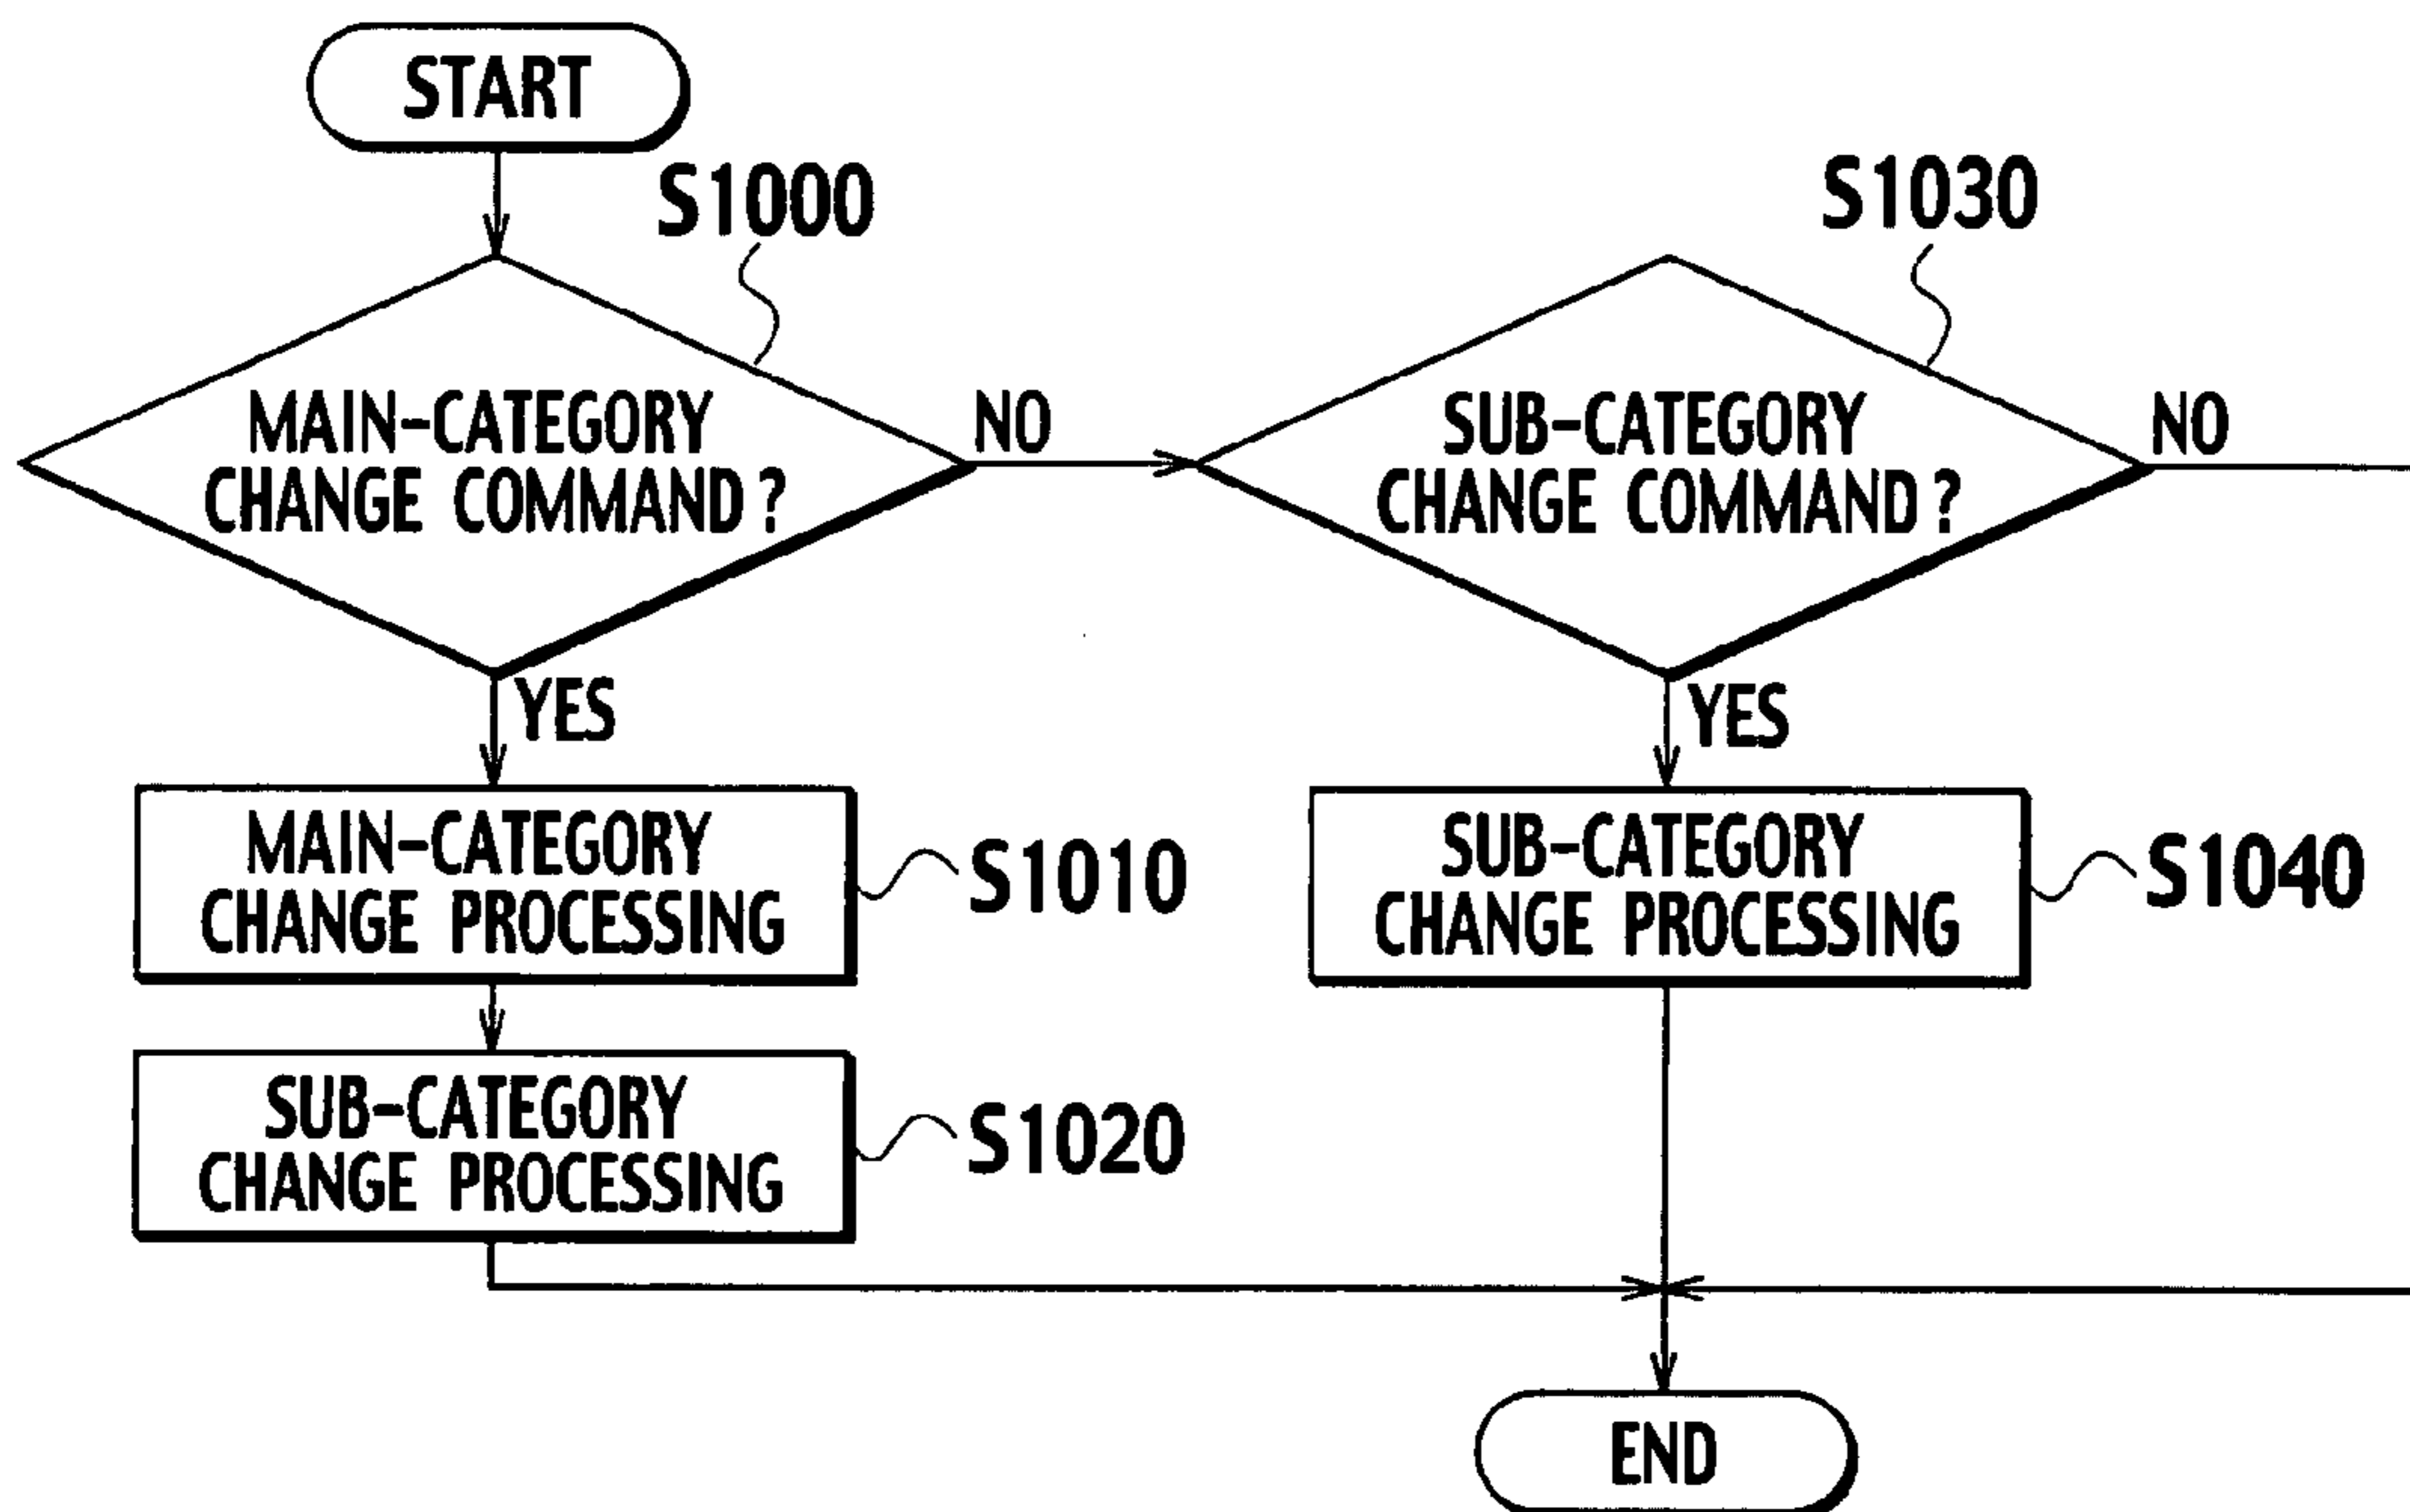 START
S1000
MAIN-CATEGORY
CHANGE COMMAND?
NO
YES
MAIN-CATEGORY
CHANGE PROCESSING
S1010
SUB-CATEGORY
CHANGE PROCESSING
S1020
S1030
SUB-CATEGORY
CHANGE COMMAND?
NO
YES
SUB-CATEGORY
CHANGE PROCESSING
S1040
END